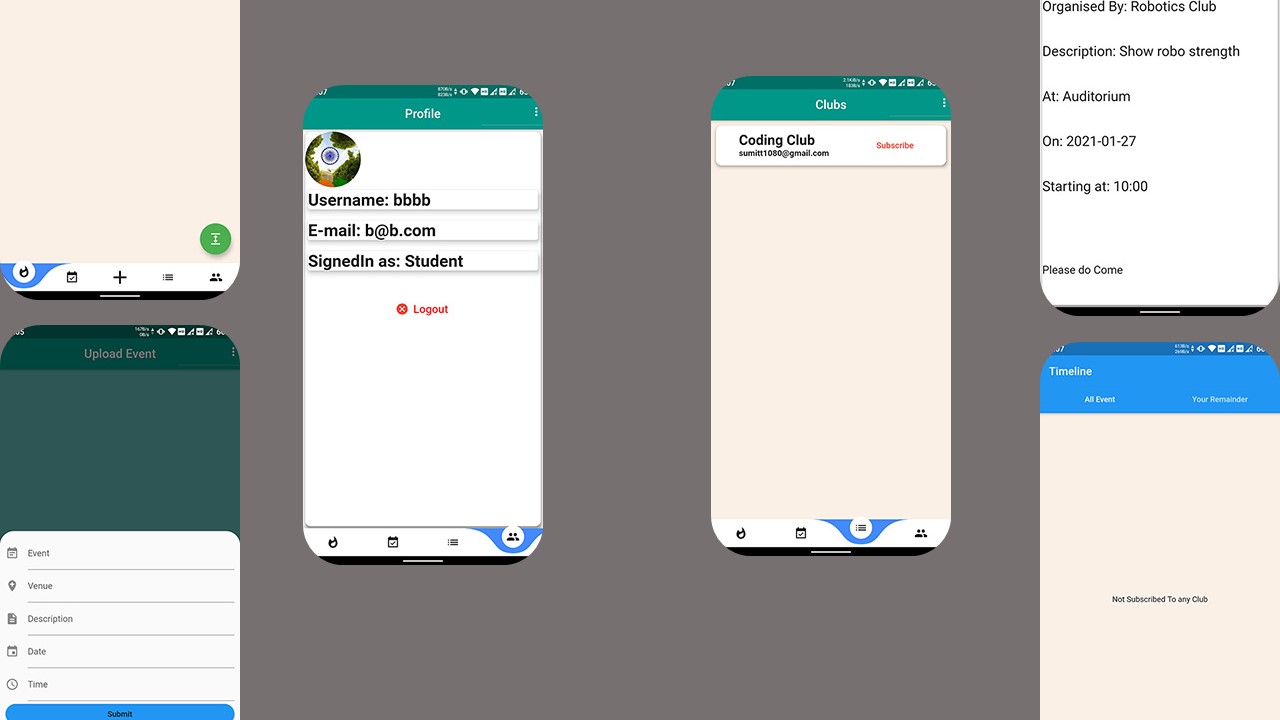 Upload Event
Event
Venue
Description
Date
Time
Submit
Profile
Username: bbbb
E-mail: b@b.com
SignedIn as: Student
Logout
Clubs
Coding Club
sumitt1080@gmail.com
Subscribe
Organised By: Robotics Club
Description: Show robo strength
At: Auditorium
On: 2021-01-27
Starting at: 10:00
Please do Come
Timeline
All Event
Your Remainder
Not Subscribed To any Club